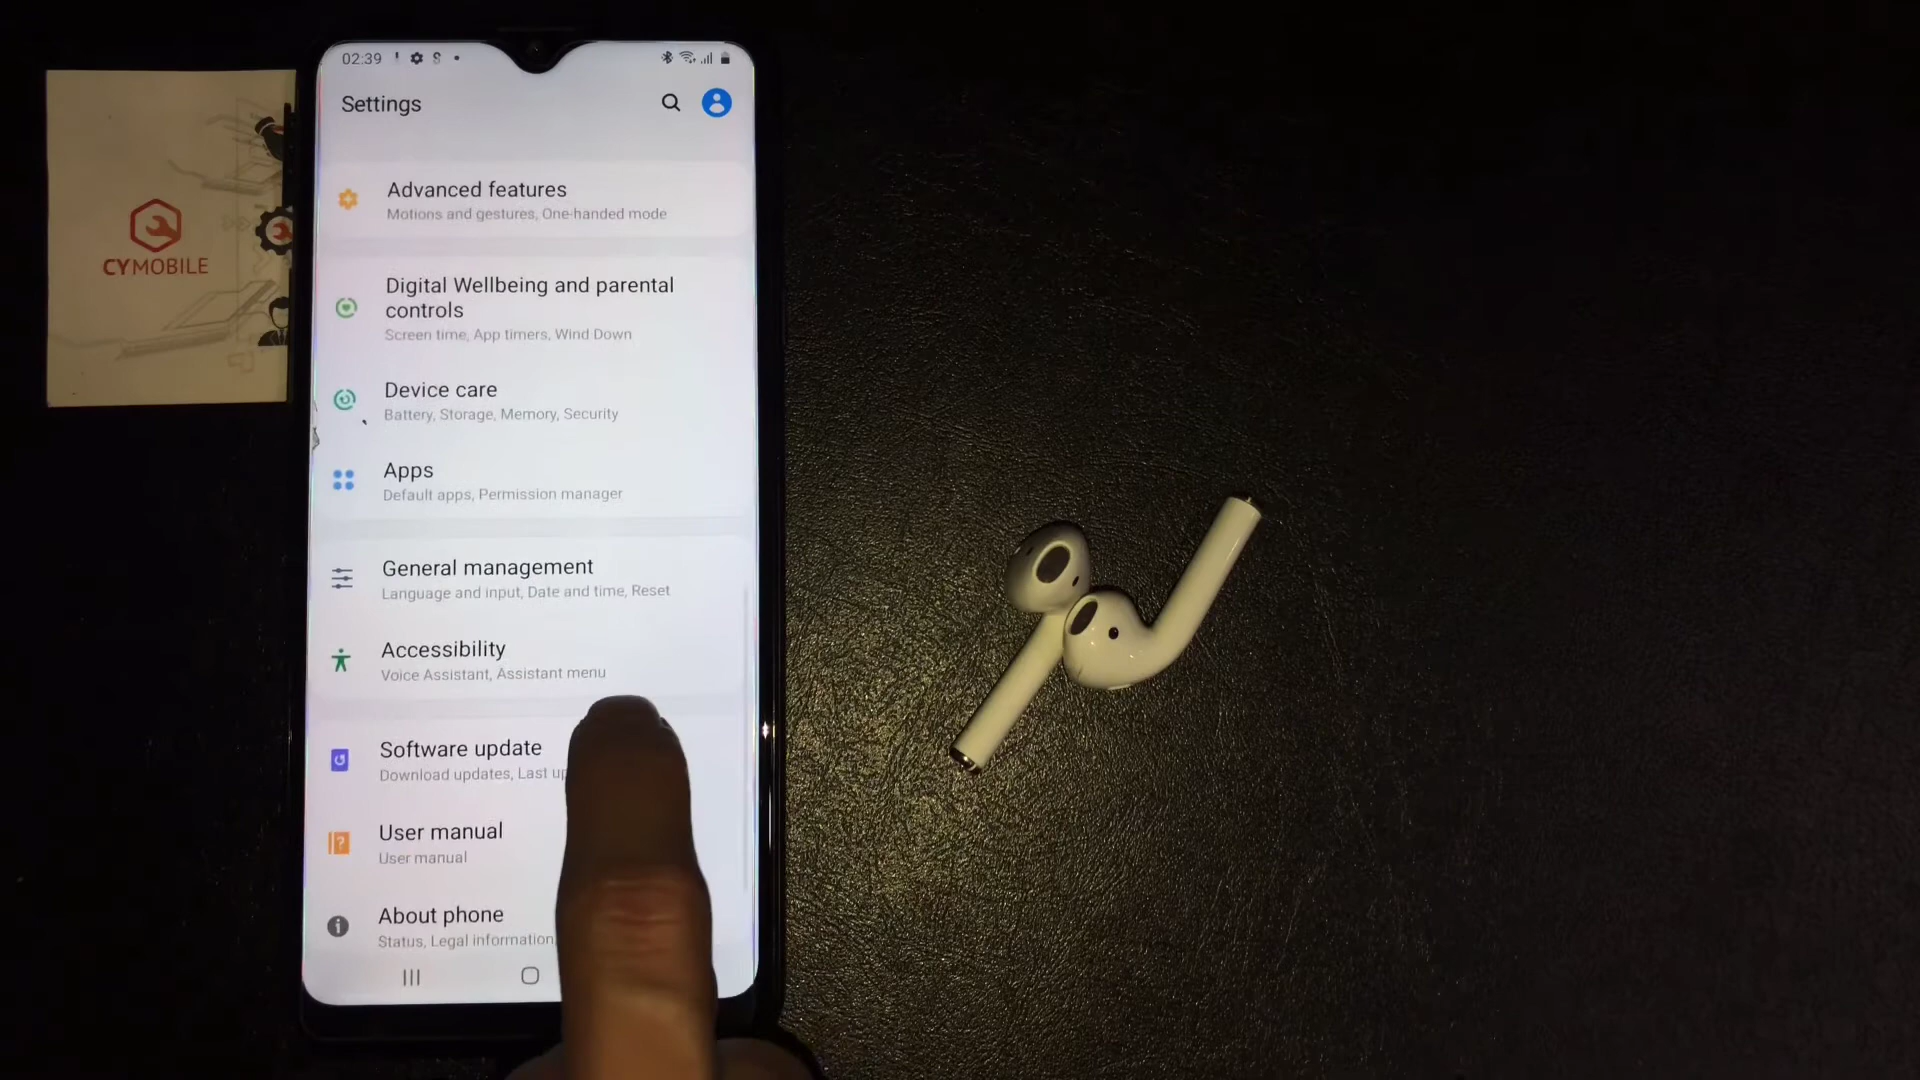 CYMOBILE
02:39
Settings
Advanced features
Motions and gestures, One-handed mode
Digital Wellbeing and parental
controls
Screen time, App timers, Wind Down
Device care
Battery, Storage, Memory, Security
Apps
Default apps, Permission manager
General management
Language and input, Date and time, Reset
Accessibility
Voice Assistant, Assistant menu
Software update
Download updates, Last
User manual
User manual
About phone
Status, Legal information,